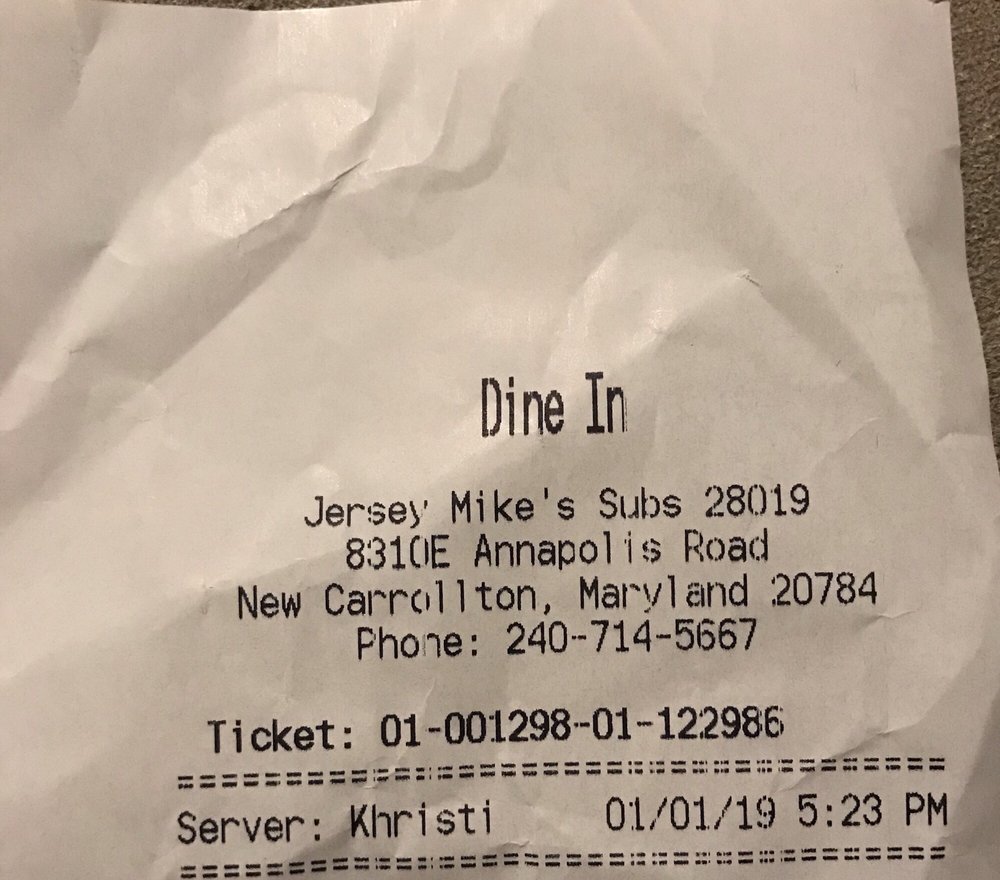 Dine In
Jersey Mike's Subs 28019
8310E Annapolis Road
New Carrollton, Maryland 20784
Phone: 240-714-5667
Ticket: 01-001298-01-122986
====================================
Server: Khristi 01/01/19 5:23 PM
====================================